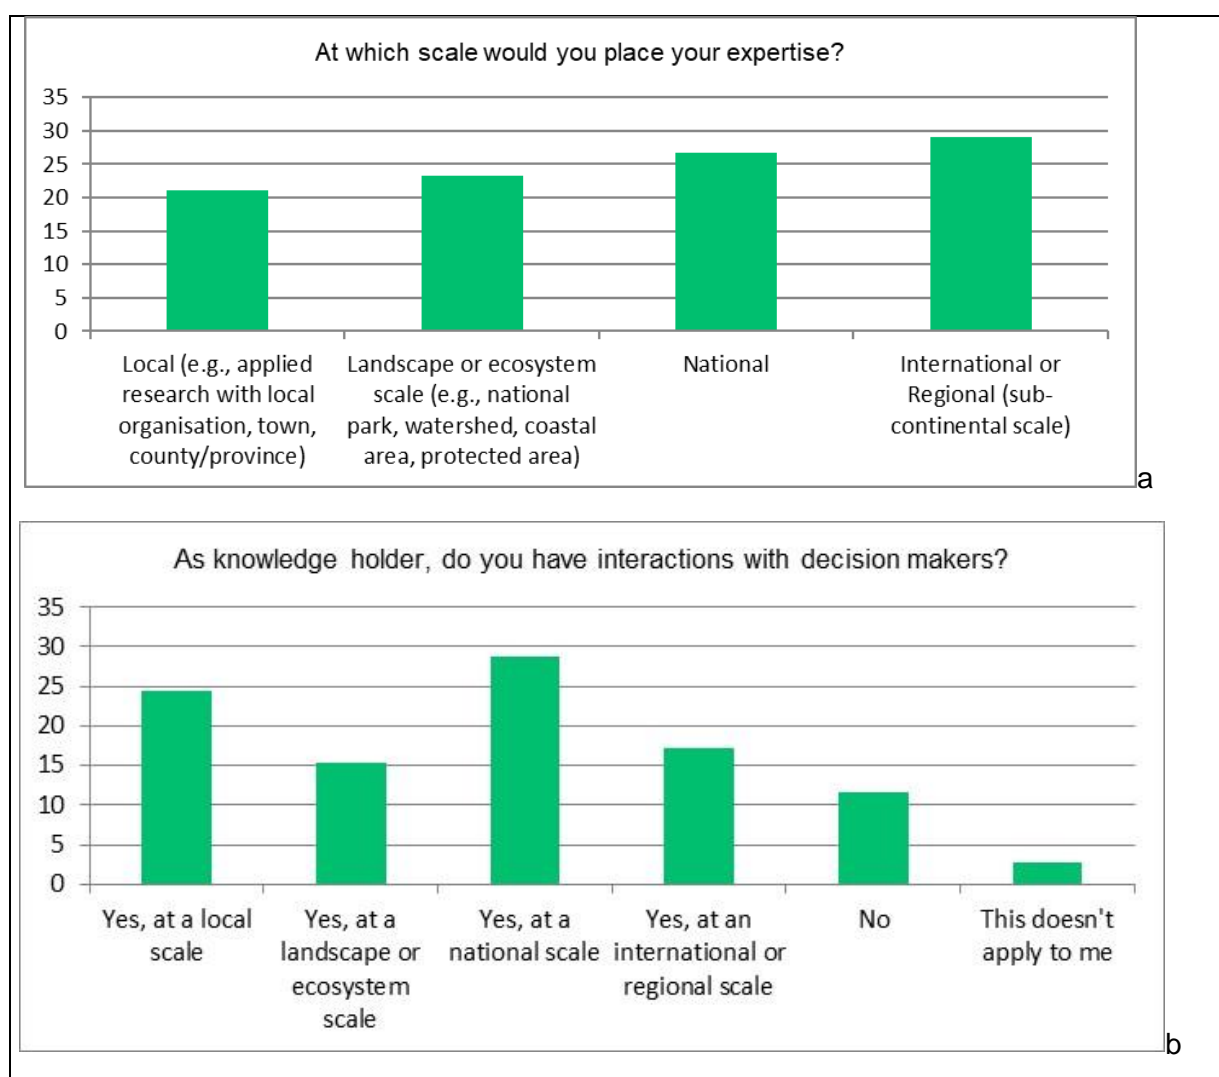 At which scale would you place your expertise?
35
30
25
20
15
10
5
0
Local (e.g., applied
research with local
organisation, town,
county/province)
Landscape or ecosystem
scale (e.g., national
park, watershed, coastal
area, protected area)
National
International or
Regional (sub-
continental scale)
a
As knowledge holder, do you have interactions with decision makers?
35
30
25
20
15
10
5
0
Yes, at a local
scale
Yes, at a
landscape or
ecosystem
scale
Yes, at a
national scale
Yes, at an
international or
regional scale
No
This doesn't
apply to me
b